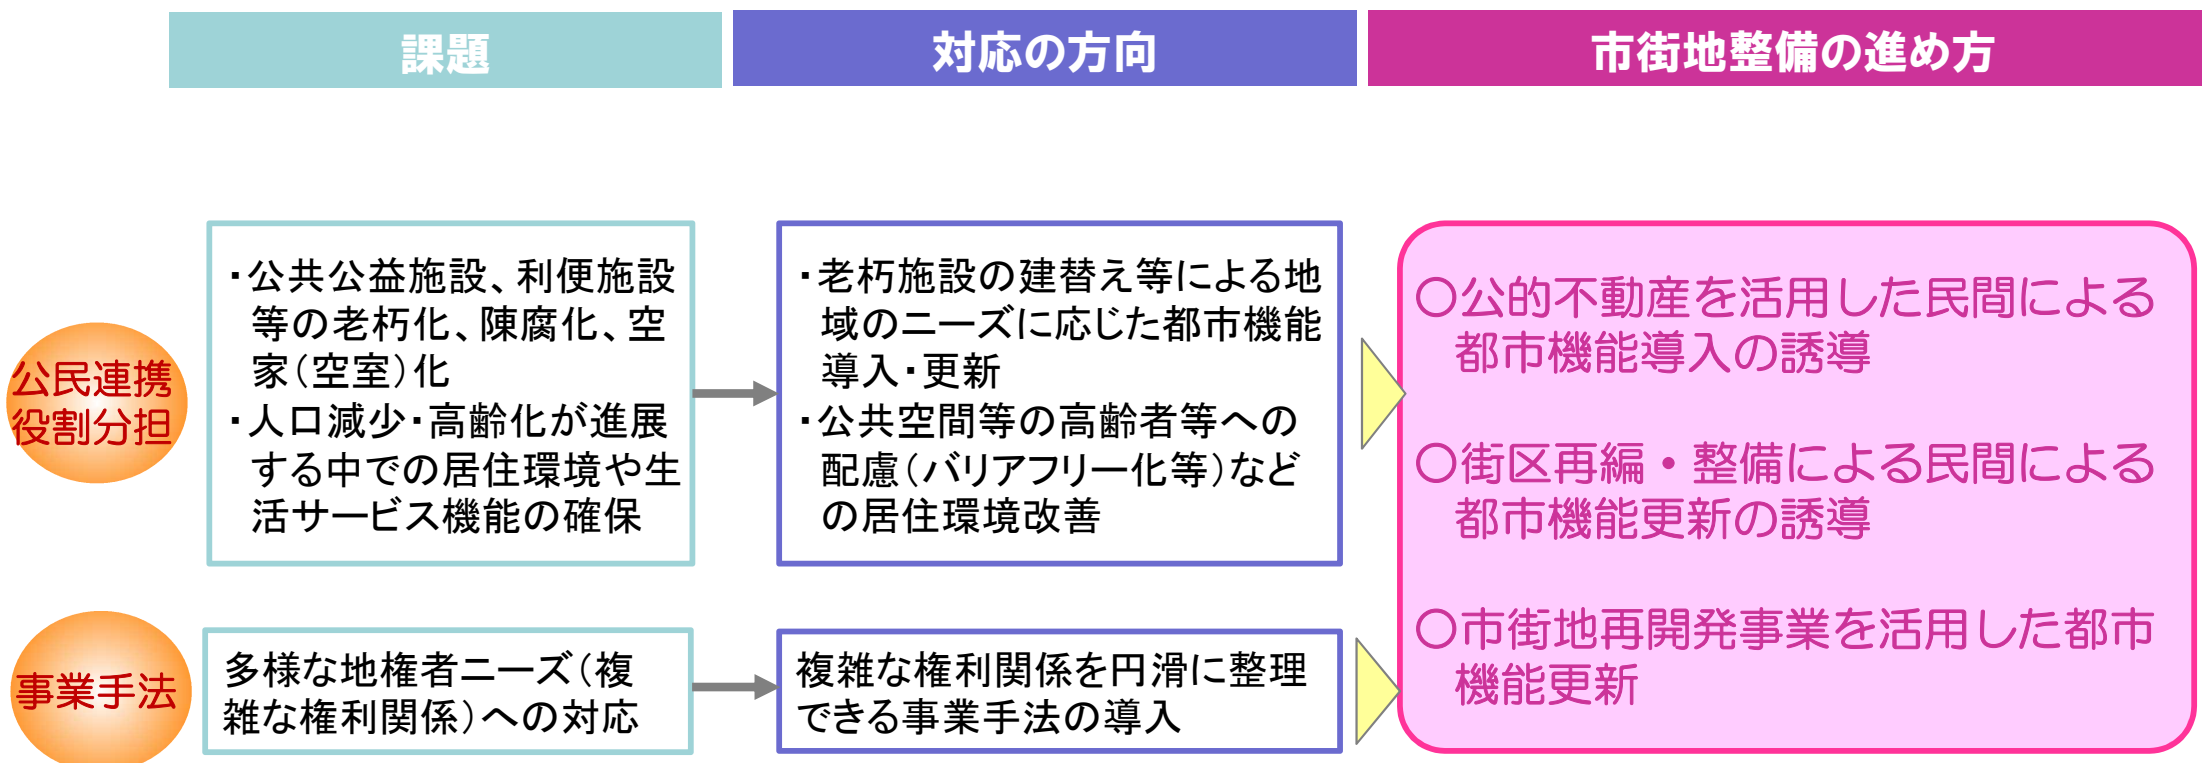 課題
対応の方向
市街地整備の進め方
公民連携
役割分担
・公共公益施設、利便施設
等の老朽化、陳腐化、空
家(空室)化
・人口減少・高齢化が進展
する中での居住環境や生
活サービス機能の確保
・老朽施設の建替え等による地
域のニーズに応じた都市機能
導入・更新
・公共空間等の高齢者等への
配慮(バリアフリー化等)など
の居住環境改善
〇公的不動産を活用した民間による
都市機能導入の誘導
〇街区再編・整備による民間による
都市機能更新の誘導
〇市街地再開発事業を活用した都市
機能更新
事業手法
多様な地権者ニーズ(複
雑な権利関係)への対応
複雑な権利関係を円滑に整理
できる事業手法の導入